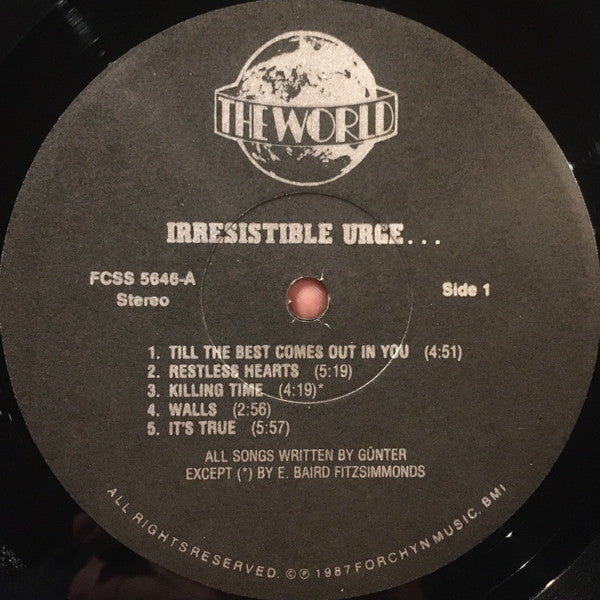 THE WORLD
IRRESISTIBLE URGE...
FCSS 5646-A
Stereo
Side 1
1. TILL THE BEST COMES OUT IN YOU (4:51)
2. RESTLESS HEARTS (5:19)
3. KILLING TIME (4:19)*
4. WALLS (2:56)
5. IT'S TRUE (5:57)
ALL SONGS WRITTEN BY GÜNTER
EXCEPT (*) BY E. BAIRD FITZSIMMONDS
ALL RIGHTS RESERVED. © ℗ 1987 FORCHYN MUSIC. BMI